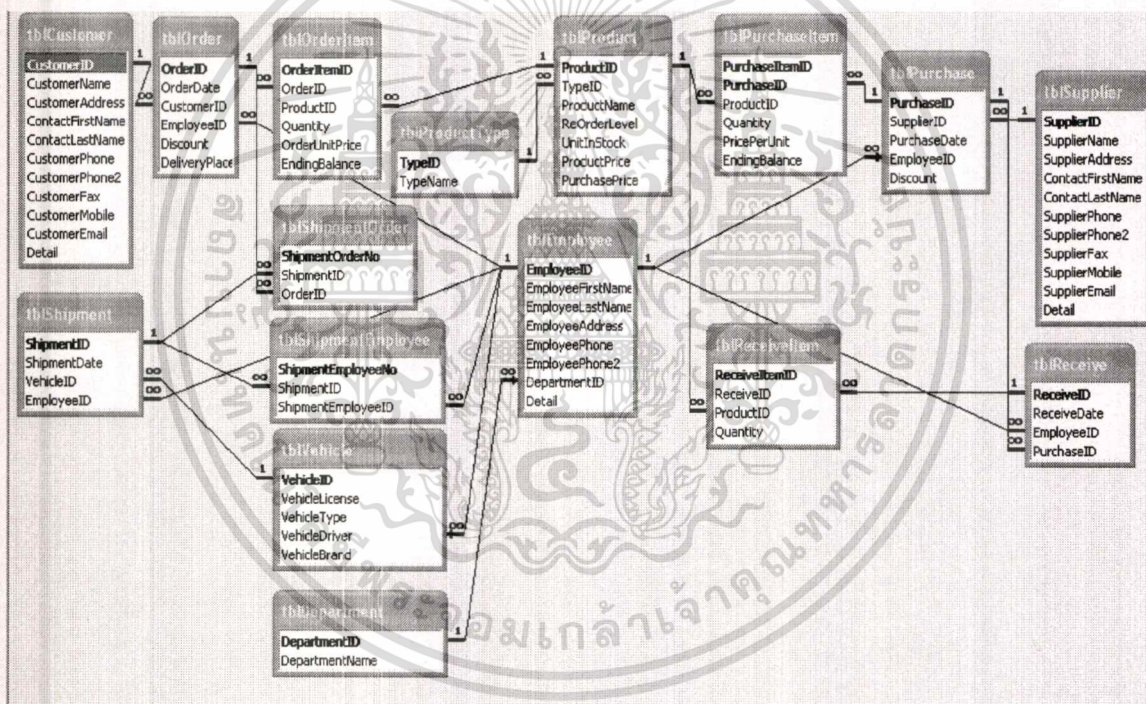 tblCustomer
CustomerID
CustomerName
CustomerAddress
ContactFirstName
ContactLastName
CustomerPhone
CustomerPhone2
CustomerFax
CustomerMobile
CustomerEmail
Detail
tblOrder
OrderID
OrderDate
CustomerID
EmployeeID
Discount
DeliveryPlace
tblOrderItem
OrderItemID
OrderID
ProductID
Quantity
OrderUnitPrice
EndingBalance
tblProductType
TypeID
TypeName
tblProduct
ProductID
TypeID
ProductName
ReOrderLevel
UnitInStock
ProductPrice
PurchasePrice
tblPurchaseItem
PurchaseItemID
PurchaseID
ProductID
Quantity
PricePerUnit
EndingBalance
tblPurchase
PurchaseID
SupplierID
PurchaseDate
EmployeeID
Discount
tblSupplier
SupplierID
SupplierName
SupplierAddress
ContactFirstName
ContactLastName
SupplierPhone
SupplierPhone2
SupplierFax
SupplierMobile
SupplierEmail
Detail
tblShipment
ShipmentID
ShipmentDate
VehicleID
EmployeeID
tblShipmentOrder
ShipmentOrderNo
ShipmentID
OrderID
tblShipmentEmployee
ShipmentEmployeeNo
ShipmentID
ShipmentEmployeeID
tblVehicle
VehicleID
VehicleLicense
VehicleType
VehicleDriver
VehicleBrand
tblDepartment
DepartmentID
DepartmentName
tblEmployee
EmployeeID
EmployeeFirstName
EmployeeLastName
EmployeeAddress
EmployeePhone
EmployeePhone2
DepartmentID
Detail
tblReceiveItem
ReceiveItemID
ReceiveID
ProductID
Quantity
tblReceive
ReceiveID
ReceiveDate
EmployeeID
PurchaseID